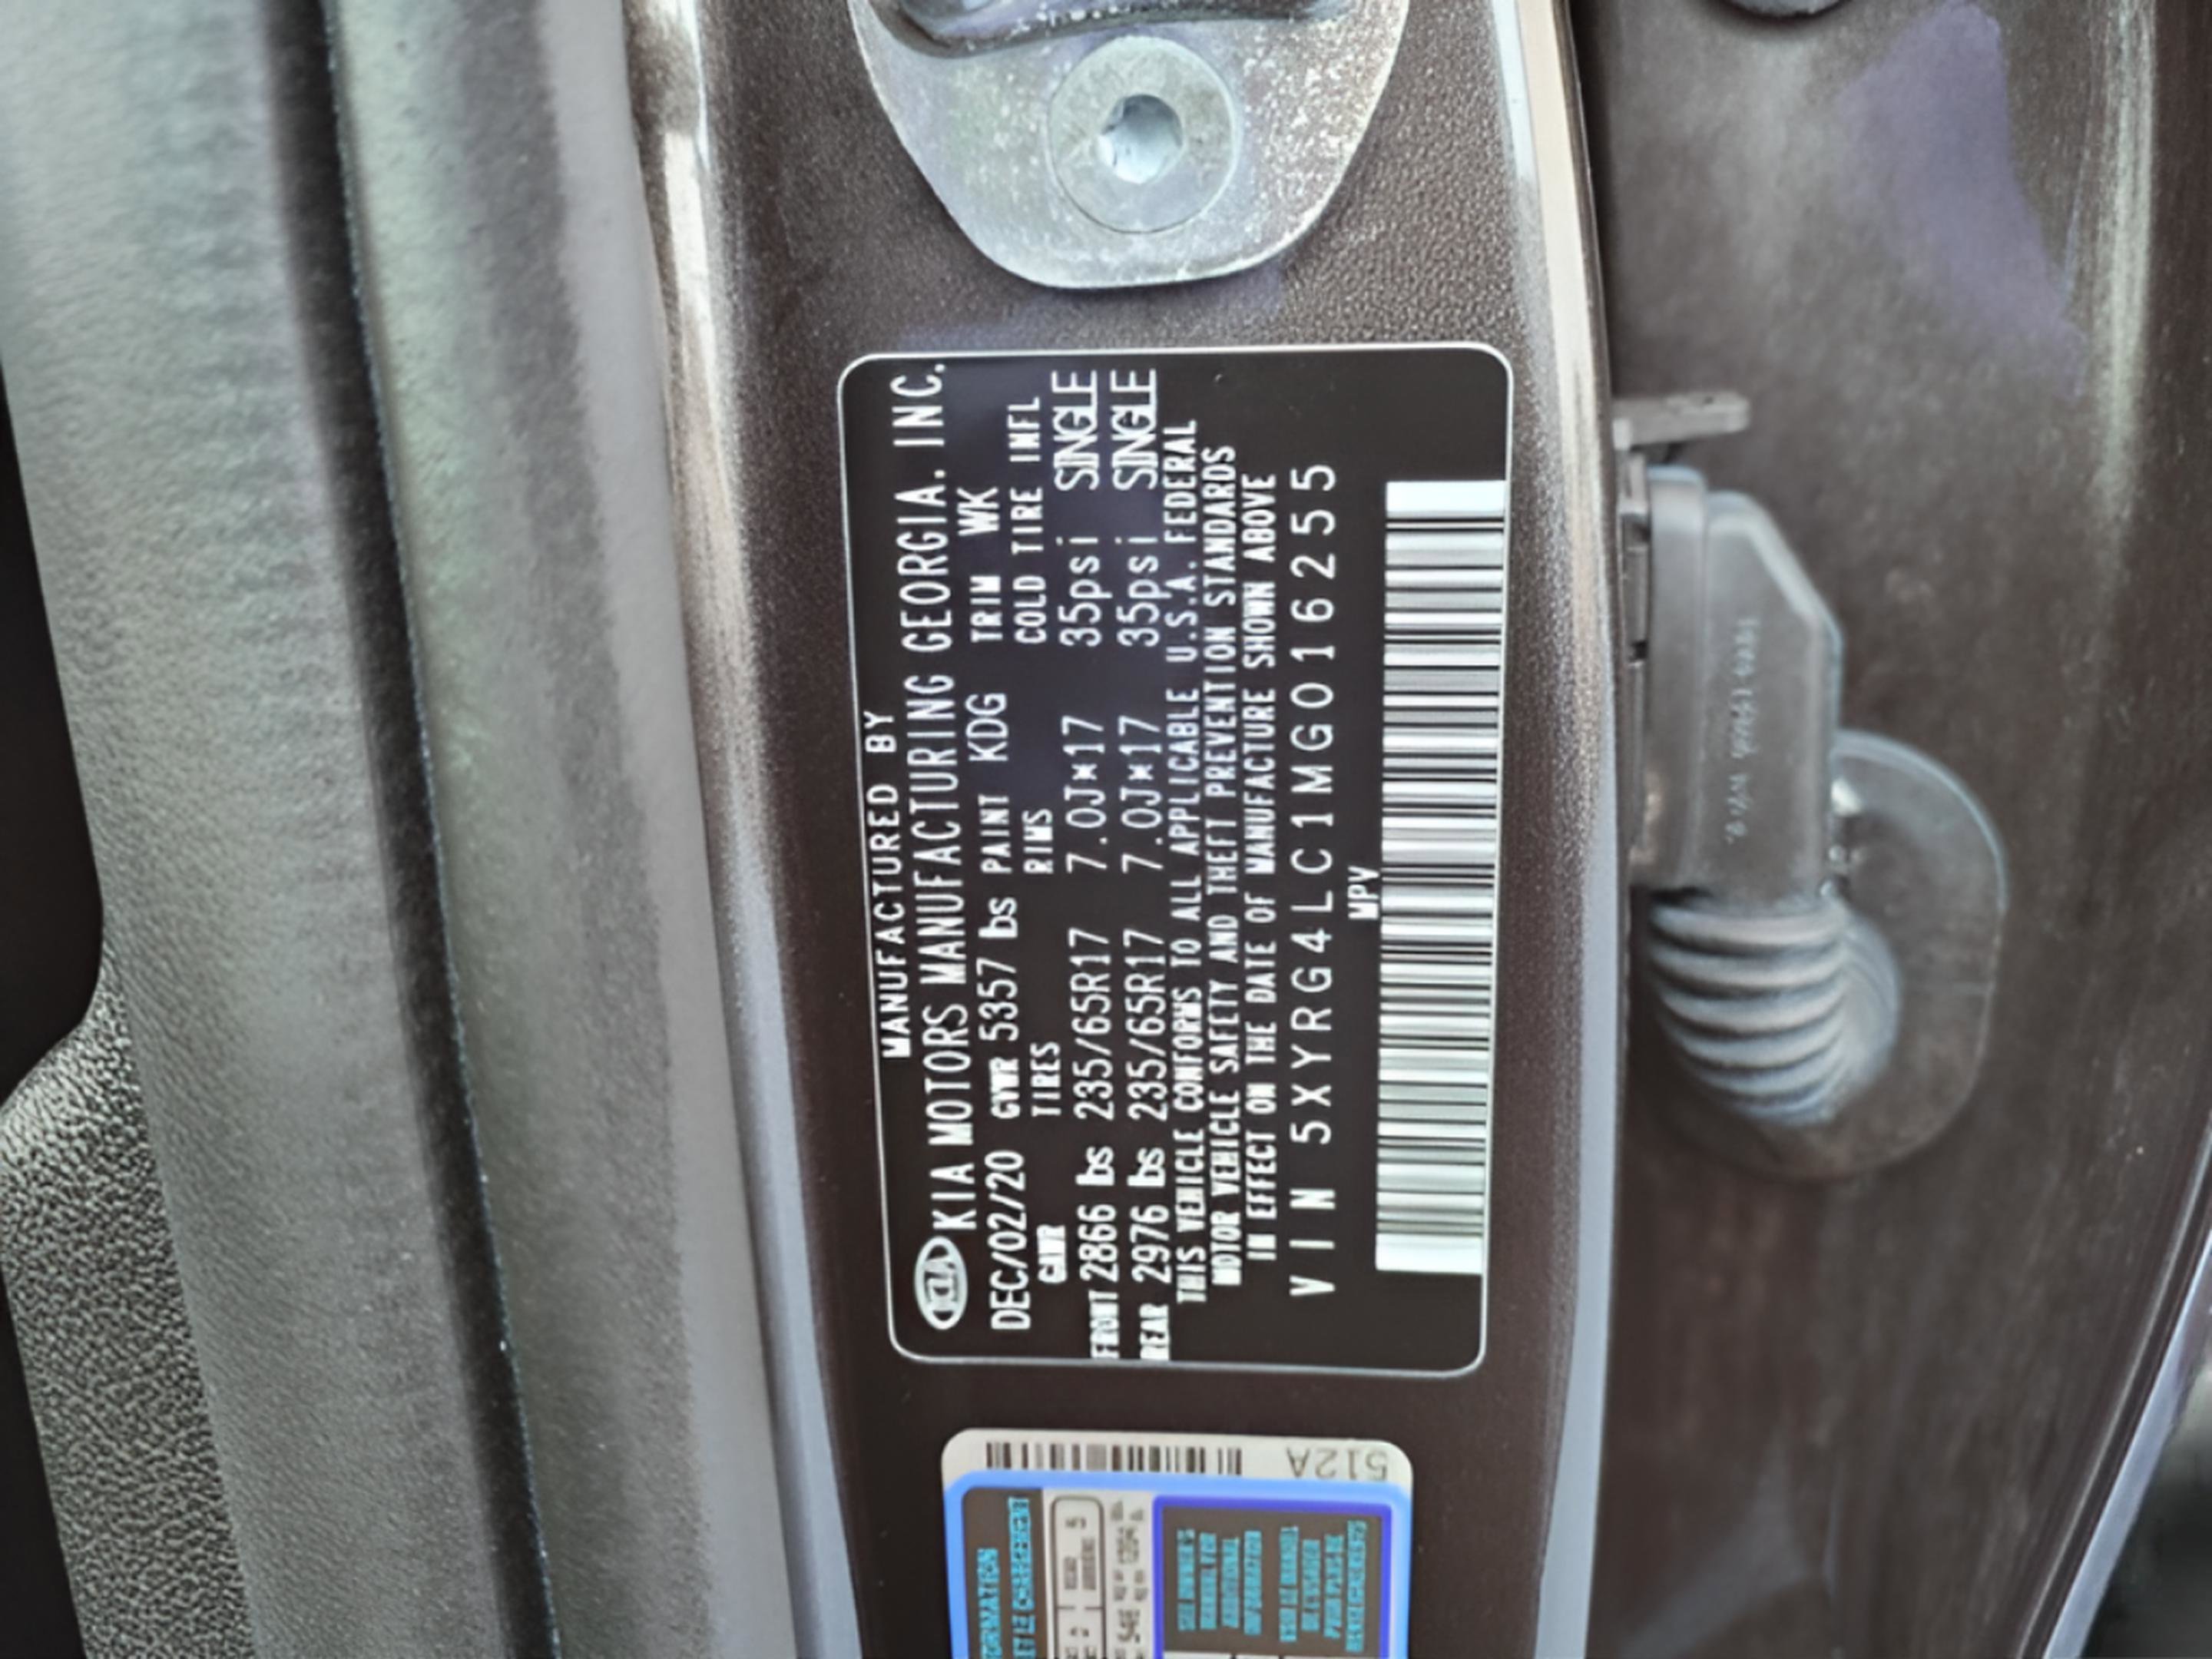 MANUFACTURED BY
KIA KIA MOTORS MANUFACTURING GEORGIA. INC.
DEC/02/20 GVWR 5357 lbs PAINT KDG TRIM WK
GAWR TIRES RIMS COLD TIRE INFL
FRONT 2866 lbs 235/65R17 7.0J*17 35psi SINGLE
REAR 2976 lbs 235/65R17 7.0J*17 35psi SINGLE
THIS VEHICLE CONFORMS TO ALL APPLICABLE U.S.A. FEDERAL
MOTOR VEHICLE SAFETY AND THEFT PREVENTION STANDARDS
IN EFFECT ON THE DATE OF MANUFACTURE SHOWN ABOVE
VIN 5XYRG4LC1MG016255
MPV
512A